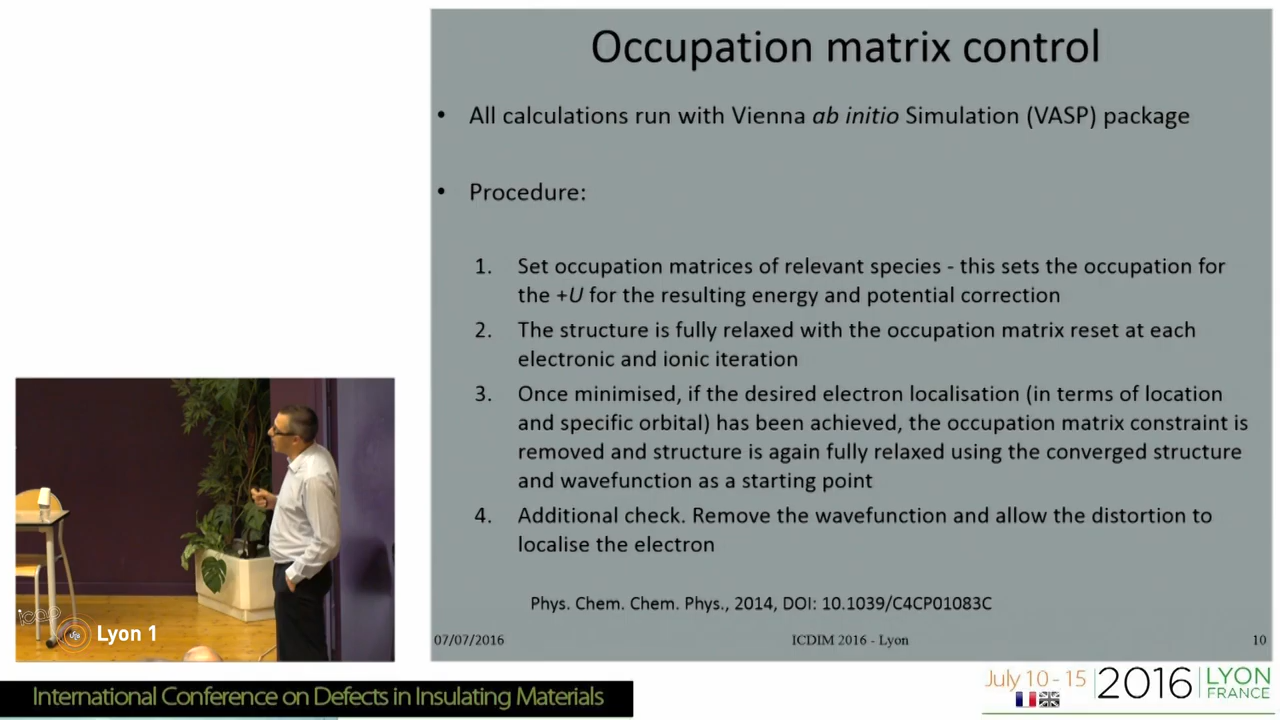 Occupation matrix control
• All calculations run with Vienna ab initio Simulation (VASP) package
• Procedure:
1. Set occupation matrices of relevant species - this sets the occupation for
the +U for the resulting energy and potential correction
2. The structure is fully relaxed with the occupation matrix reset at each
electronic and ionic iteration
3. Once minimised, if the desired electron localisation (in terms of location
and specific orbital) has been achieved, the occupation matrix constraint is
removed and structure is again fully relaxed using the converged structure
and wavefunction as a starting point
4. Additional check. Remove the wavefunction and allow the distortion to
localise the electron
Phys. Chem. Chem. Phys., 2014, DOI: 10.1039/C4CP01083C
07/07/2016
ICDIM 2016 - Lyon
10
Lyon 1
International Conference on Defects in Insulating Materials
July 10 - 15
2016
LYON
FRANCE